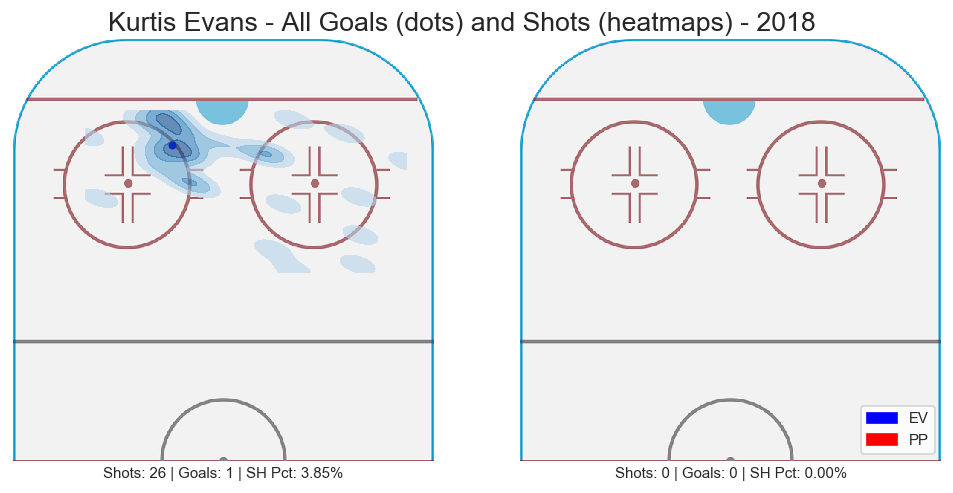 Kurtis Evans - All Goals (dots) and Shots (heatmaps) - 2018
EV
PP
Shots: 26 | Goals: 1 | SH Pct: 3.85%
Shots: 0 | Goals: 0 | SH Pct: 0.00%